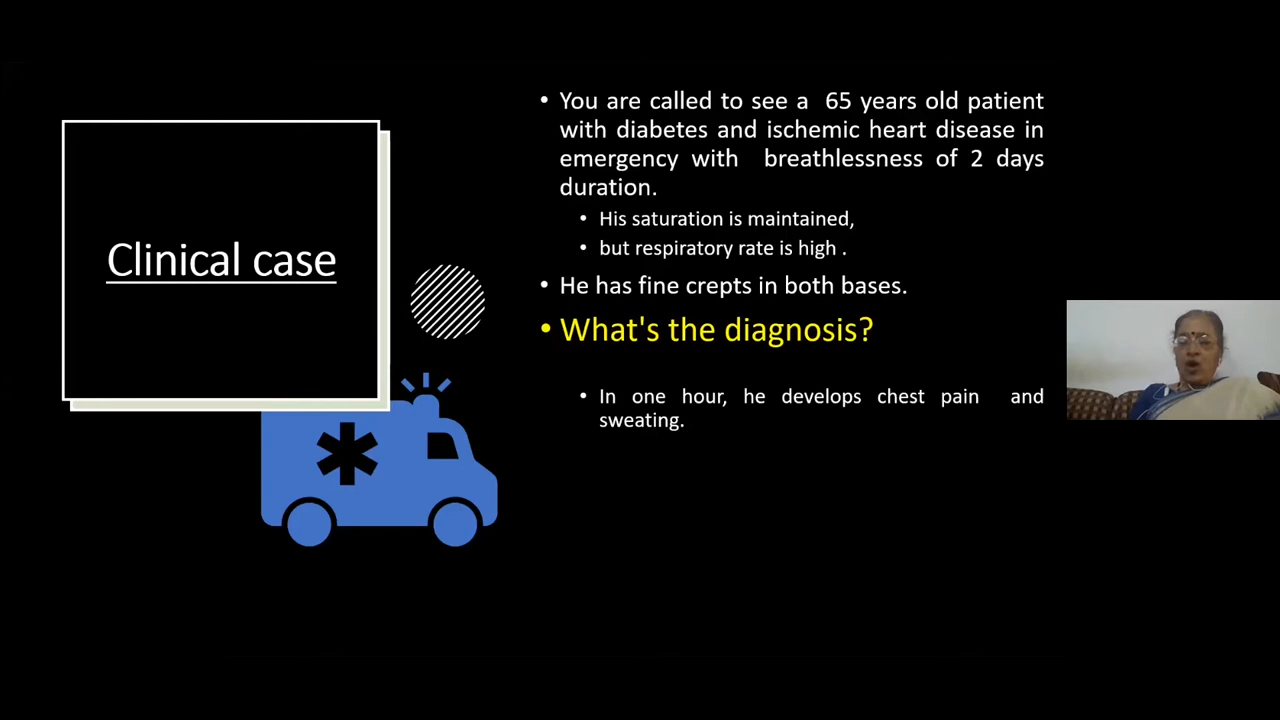 Clinical case
• You are called to see a 65 years old patient
with diabetes and ischemic heart disease in
emergency with breathlessness of 2 days
duration.
• His saturation is maintained,
• but respiratory rate is high .
• He has fine crepts in both bases.
• What's the diagnosis?
• In one hour, he develops chest pain and
sweating.